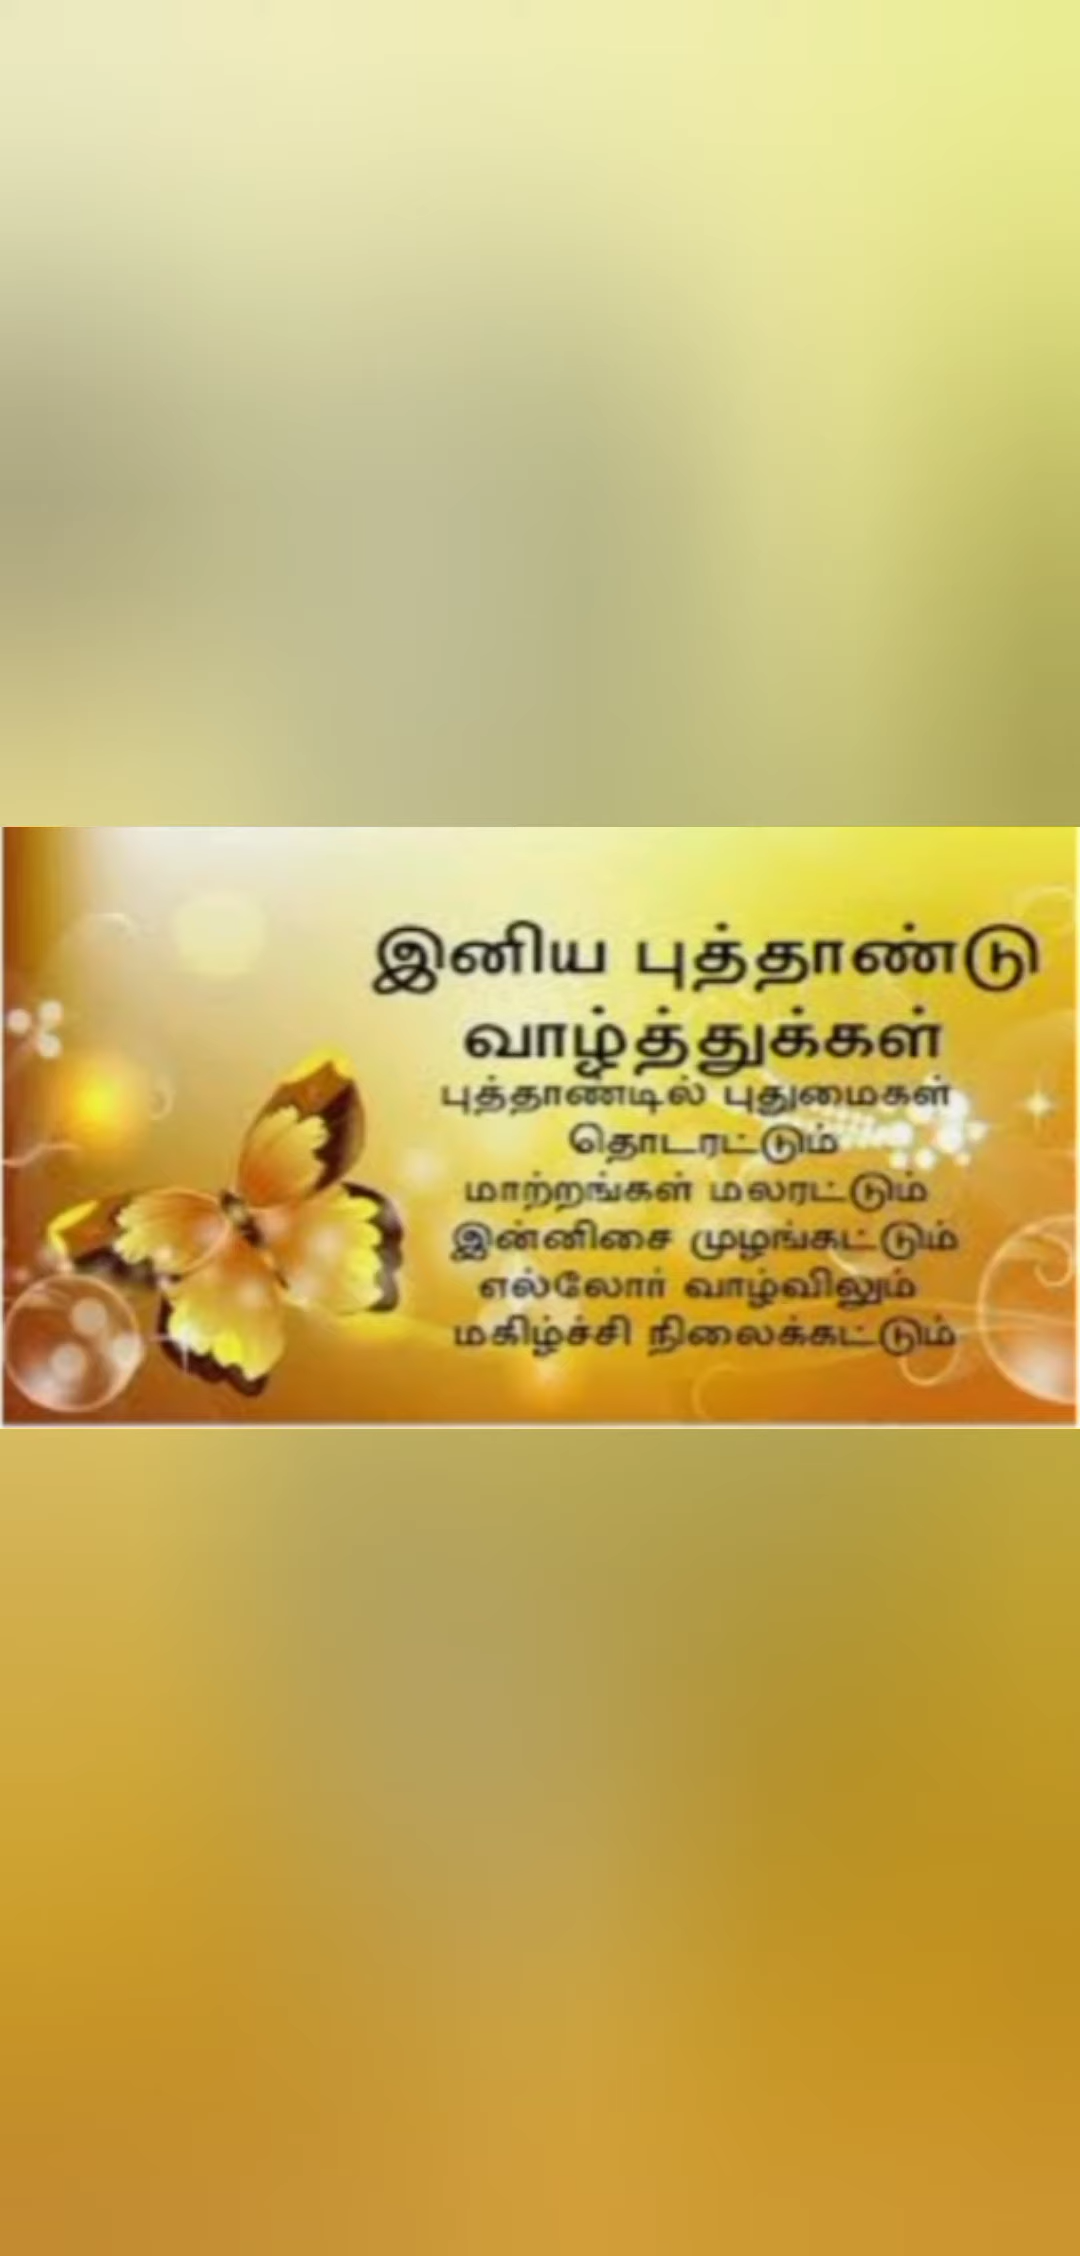 இனிய புத்தாண்டு
வாழ்த்துக்கள்
புத்தாண்டில் புதுமைகள்
தொடரட்டும்
மாற்றங்கள் மலரட்டும்
இன்னிசை முழங்கட்டும்
எல்லோர் வாழ்விலும்
மகிழ்ச்சி நிலைக்கட்டும்